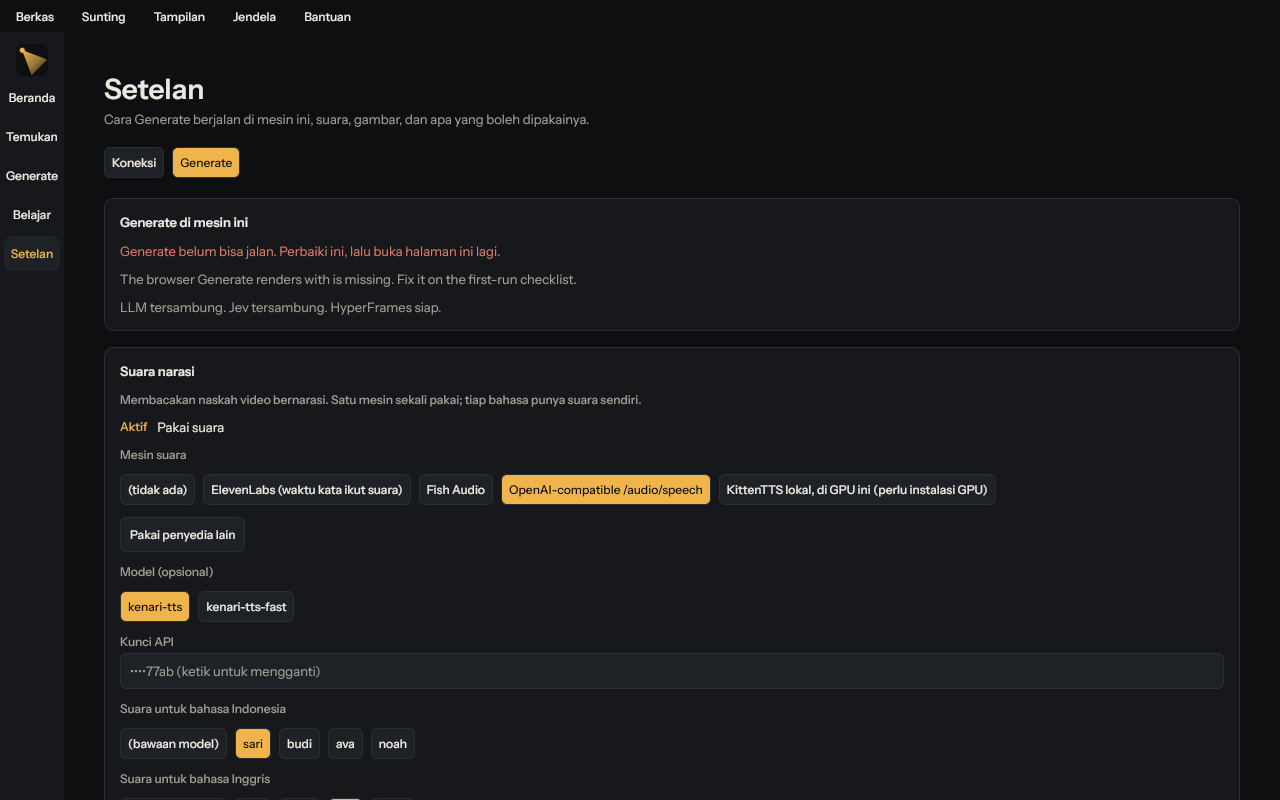 Berkas Sunting Tampilan Jendela Bantuan
Beranda
Temukan
Generate
Belajar
Setelan
Setelan
Cara Generate berjalan di mesin ini, suara, gambar, dan apa yang boleh dipakainya.
Koneksi Generate
Generate di mesin ini
Generate belum bisa jalan. Perbaiki ini, lalu buka halaman ini lagi.
The browser Generate renders with is missing. Fix it on the first-run checklist.
LLM tersambung. Jev tersambung. HyperFrames siap.
Suara narasi
Membacakan naskah video bernarasi. Satu mesin sekali pakai; tiap bahasa punya suara sendiri.
Aktif Pakai suara
Mesin suara
(tidak ada) ElevenLabs (waktu kata ikut suara) Fish Audio OpenAI-compatible /audio/speech KittenTTS lokal, di GPU ini (perlu instalasi GPU)
Pakai penyedia lain
Model (opsional)
kenari-tts kenari-tts-fast
Kunci API
····77ab (ketik untuk mengganti)
Suara untuk bahasa Indonesia
(bawaan model) sari budi ava noah
Suara untuk bahasa Inggris